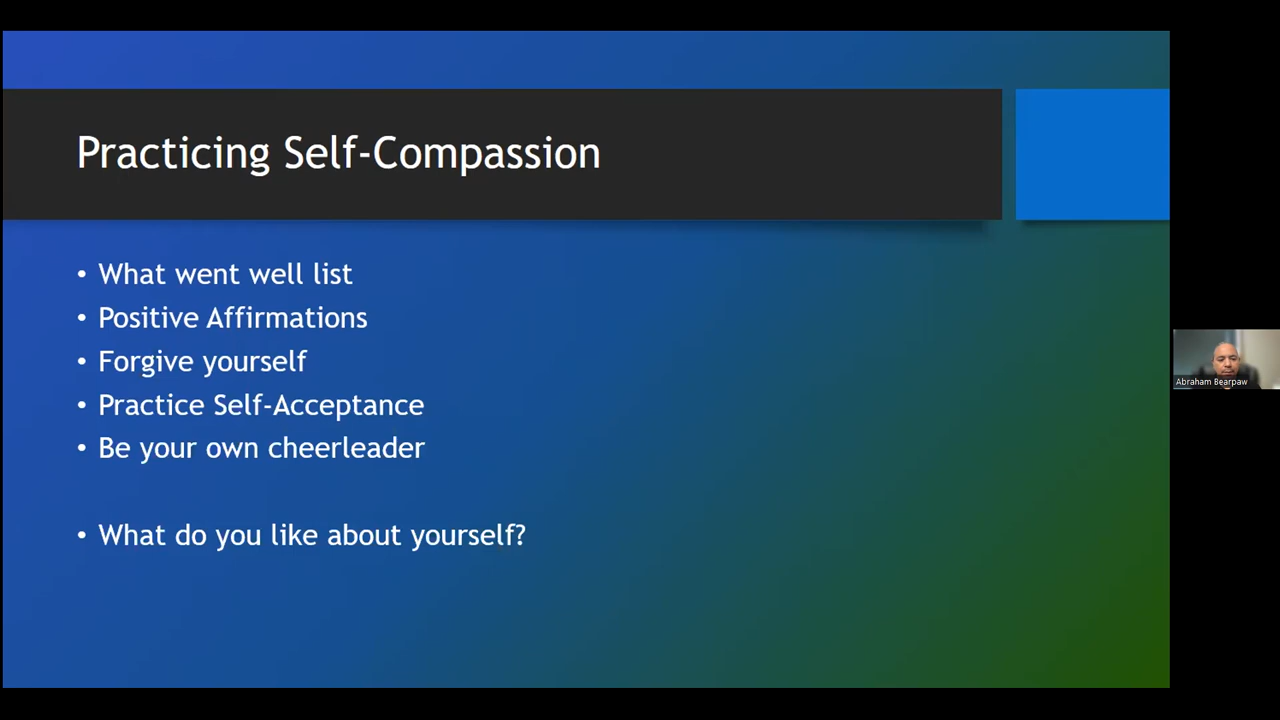 Practicing Self-Compassion
• What went well list
• Positive Affirmations
• Forgive yourself
• Practice Self-Acceptance
• Be your own cheerleader
• What do you like about yourself?
Abraham Bearpaw